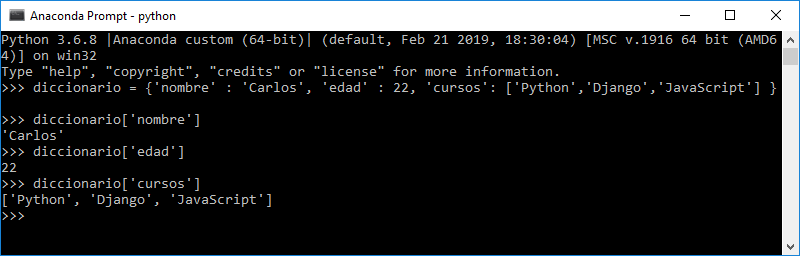 Anaconda Prompt - python
Python 3.6.8 |Anaconda custom (64-bit)| (default, Feb 21 2019, 18:30:04) [MSC v.1916 64 bit (AMD6
4)] on win32
Type "help", "copyright", "credits" or "license" for more information.
>>> diccionario = {'nombre' : 'Carlos', 'edad' : 22, 'cursos': ['Python','Django','JavaScript'] }
>>> diccionario['nombre']
'Carlos'
>>> diccionario['edad']
22
>>> diccionario['cursos']
['Python', 'Django', 'JavaScript']
>>>